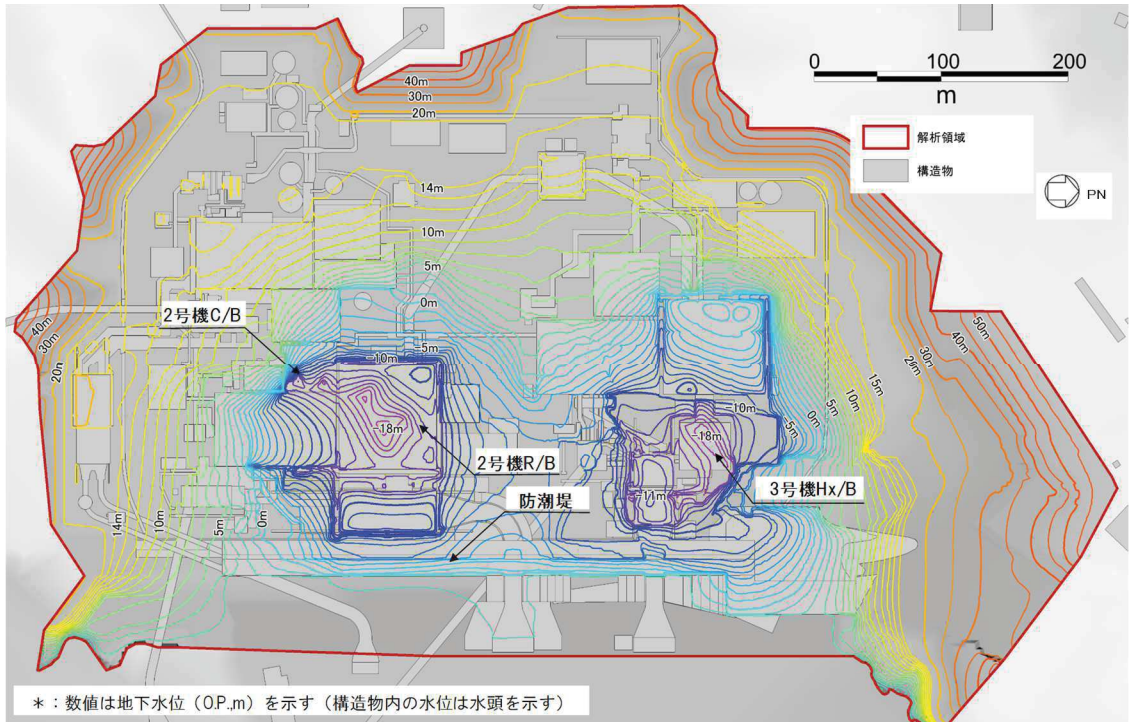 0 100 200
m
解析領域
構造物
PN
40m
30m
20m
14m
10m
5m
0m
-5m
-10m
2号機C/B
40m
30m
20m
-18m
2号機R/B
防潮堤
14m
10m
5m
0m
-10m
-18m
-11m
3号機Hx/B
-5m
0m
5m
10m
15m
20m
30m
40m
50m
*:数値は地下水位(O.P.,m)を示す(構造物内の水位は水頭を示す)